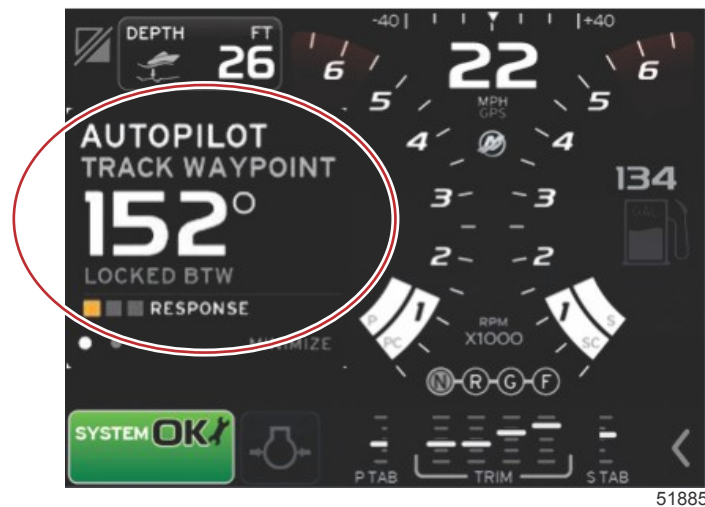 DEPTH FT
26
-40 +40
22
MPH
GPS
6 6
5 5
4 4
3 3
2 2
1 1
P S
PC SC
RPM
X1000
N R G F
AUTOPILOT
TRACK WAYPOINT
152°
LOCKED BTW
RESPONSE
MINIMIZE
134
GAL
SYSTEM OK
P TAB
TRIM
S TAB
51885